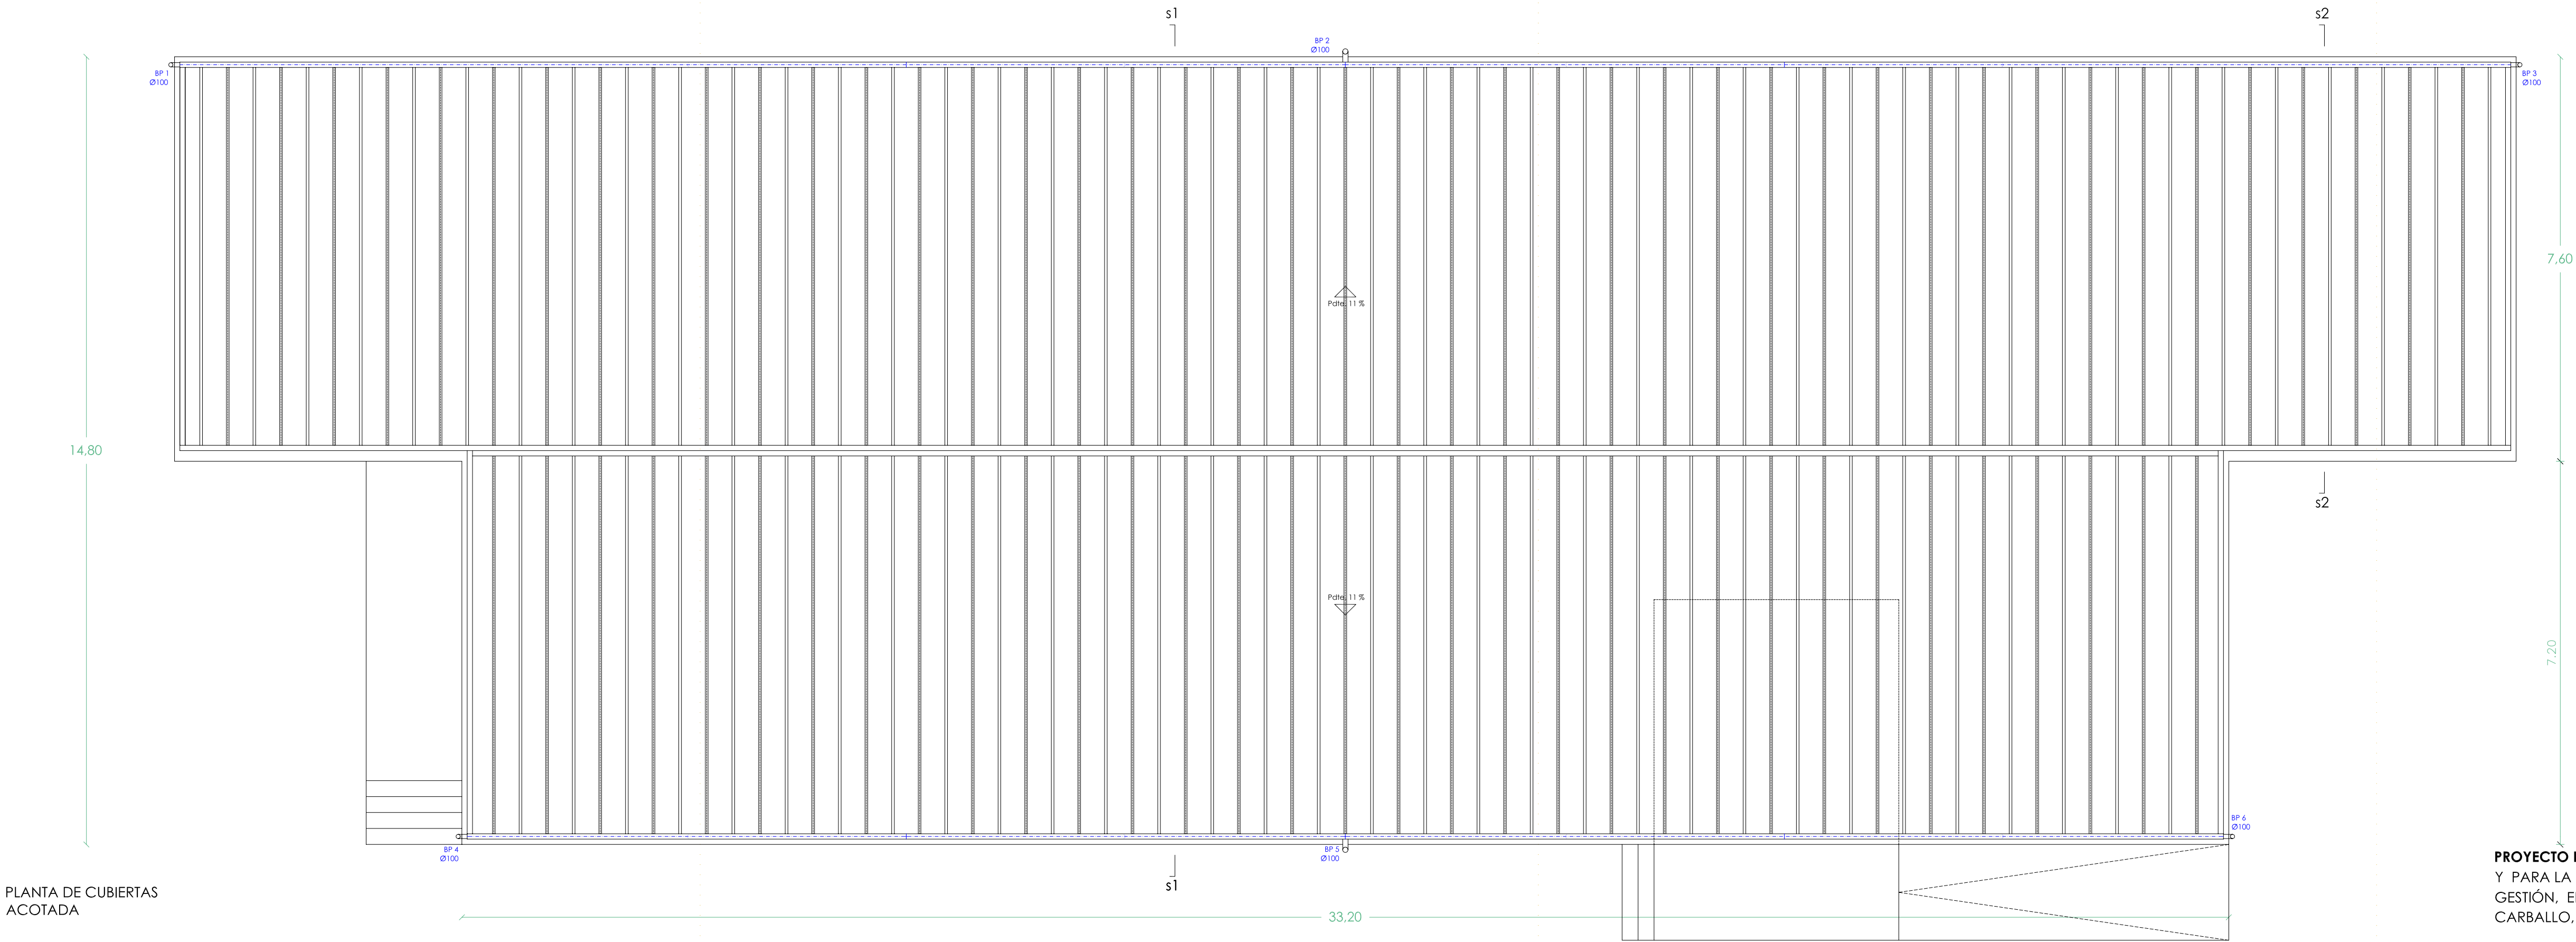 s1
s2
BP 2
Ø100
BP 1
Ø100
BP 3
Ø100
7,60
Pdte. 11 %
14,80
s2
Pdte. 11 %
7.20
BP 4
Ø100
BP 5
Ø100
BP 6
Ø100
s1
33,20
PLANTA DE CUBIERTAS
ACOTADA
PROYECTO
Y PARA LA
GESTIÓN,
CARBALLO,